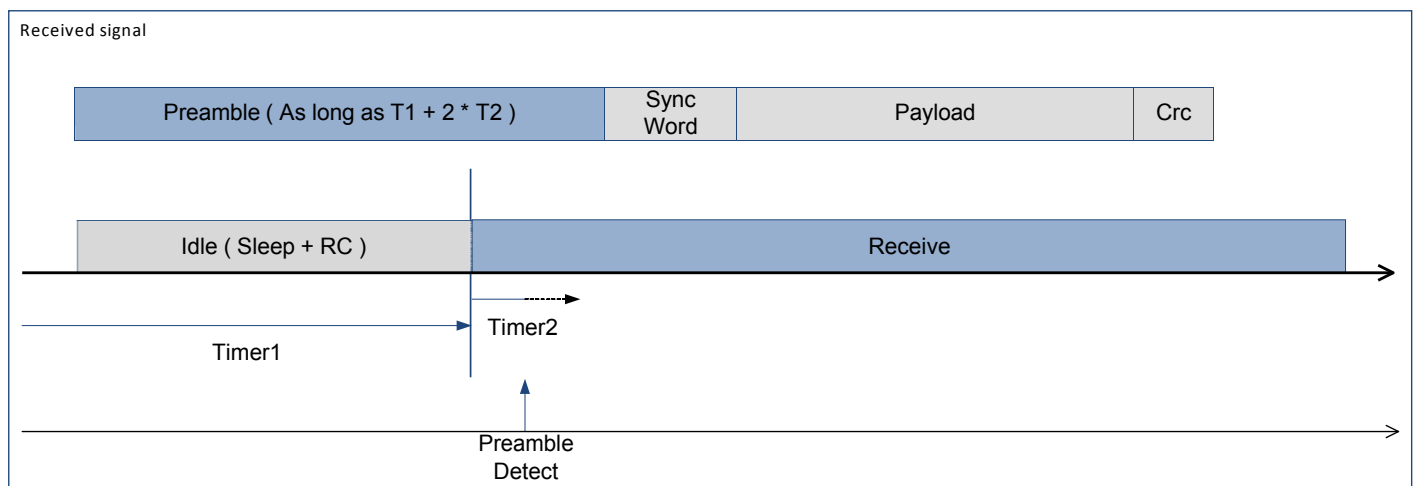 Received signal
Preamble ( As long as T1 + 2 * T2 )
Sync
Word
Payload
Crc
Idle ( Sleep + RC )
Receive
Timer2
Timer1
Preamble
Detect